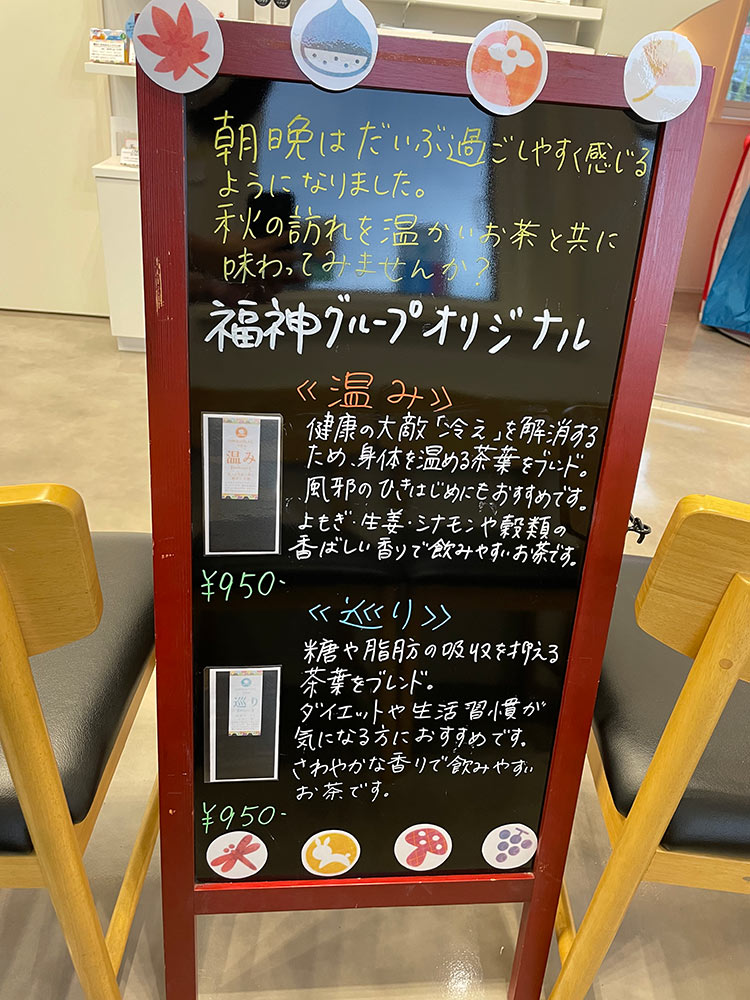 朝晩はだいぶ過ごしやすく感じる
ようになりました。
秋の訪れを温かいお茶と共に
味わってみませんか?
福神グループオリジナル
《温み》
健康の大敵「冷え」を解消する
ため、身体を温める茶葉をブレンド。
風邪のひきはじめにもおすすめです。
よもぎ・生姜・シナモンや穀類の
香ばしい香りで飲みやすいお茶です。
温み
¥950-
《巡り》
糖や脂肪の吸収を抑える
茶葉をブレンド。
ダイエットや生活習慣が
気になる方におすすめです。
さわやかな香りで飲みやすい
お茶です。
巡り
¥950-